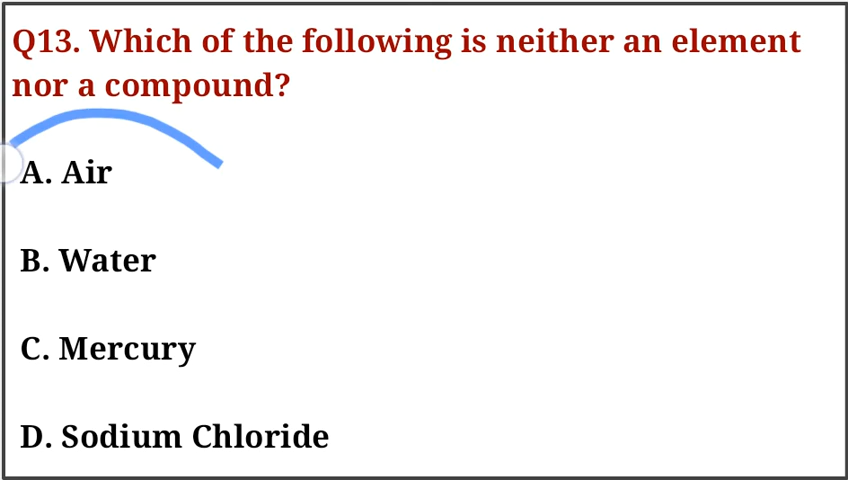 Q13. Which of the following is neither an element
nor a compound?
A. Air
B. Water
C. Mercury
D. Sodium Chloride